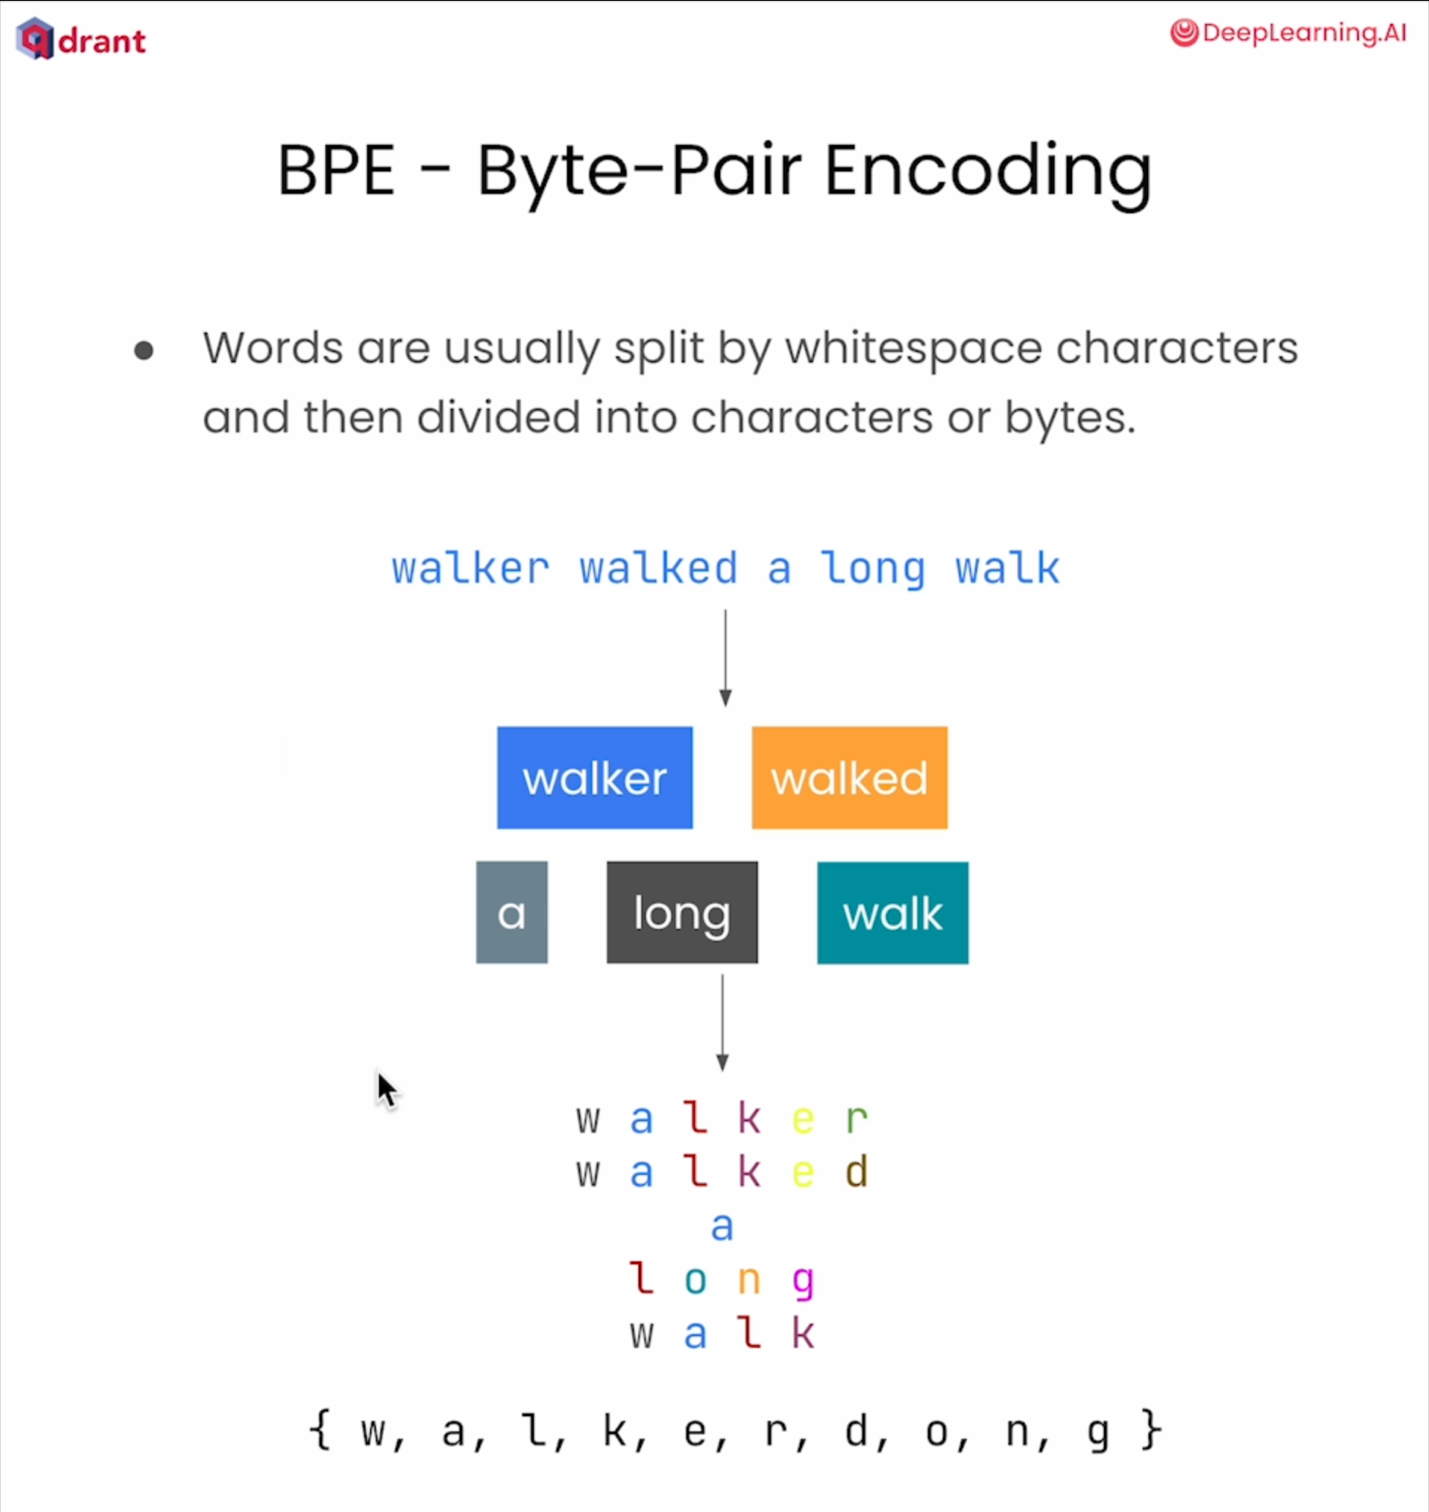 qdrant
DeepLearning.AI
BPE - Byte-Pair Encoding
● Words are usually split by whitespace characters
and then divided into characters or bytes.
walker walked a long walk
walker walked
a long walk
w a l k e r
w a l k e d
a
l o n g
w a l k
{ w, a, l, k, e, r, d, o, n, g }